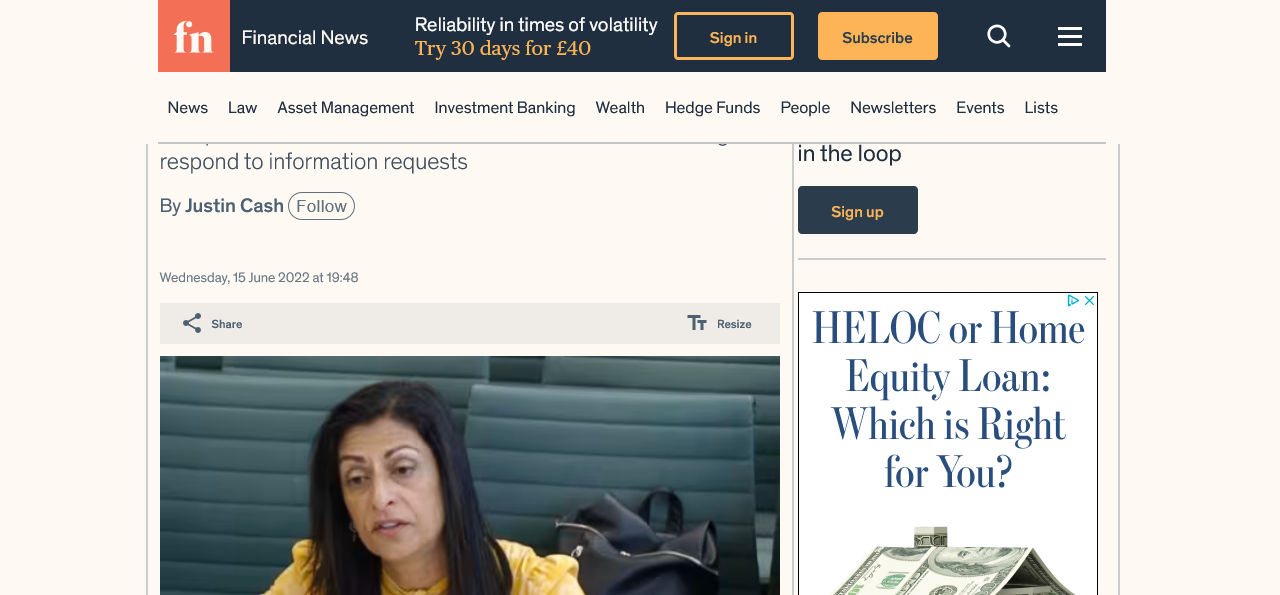 fn
Financial News
Reliability in times of volatility
Try 30 days for £40
Sign in
Subscribe
News
Law
Asset Management
Investment Banking
Wealth
Hedge Funds
People
Newsletters
Events
Lists
respond to information requests
By Justin Cash
Follow
Wednesday, 15 June 2022 at 19:48
Share
Resize
in the loop
Sign up
HELOC or Home
Equity Loan:
Which is Right
for You?